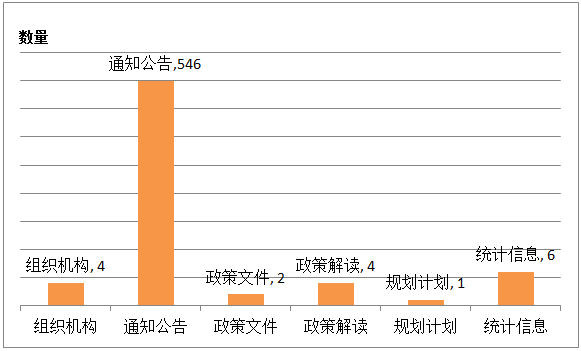 数量
通知公告,546
组织机构, 4
政策文件, 2
政策解读, 4
规划计划, 1
统计信息, 6
组织机构 通知公告 政策文件 政策解读 规划计划 统计信息